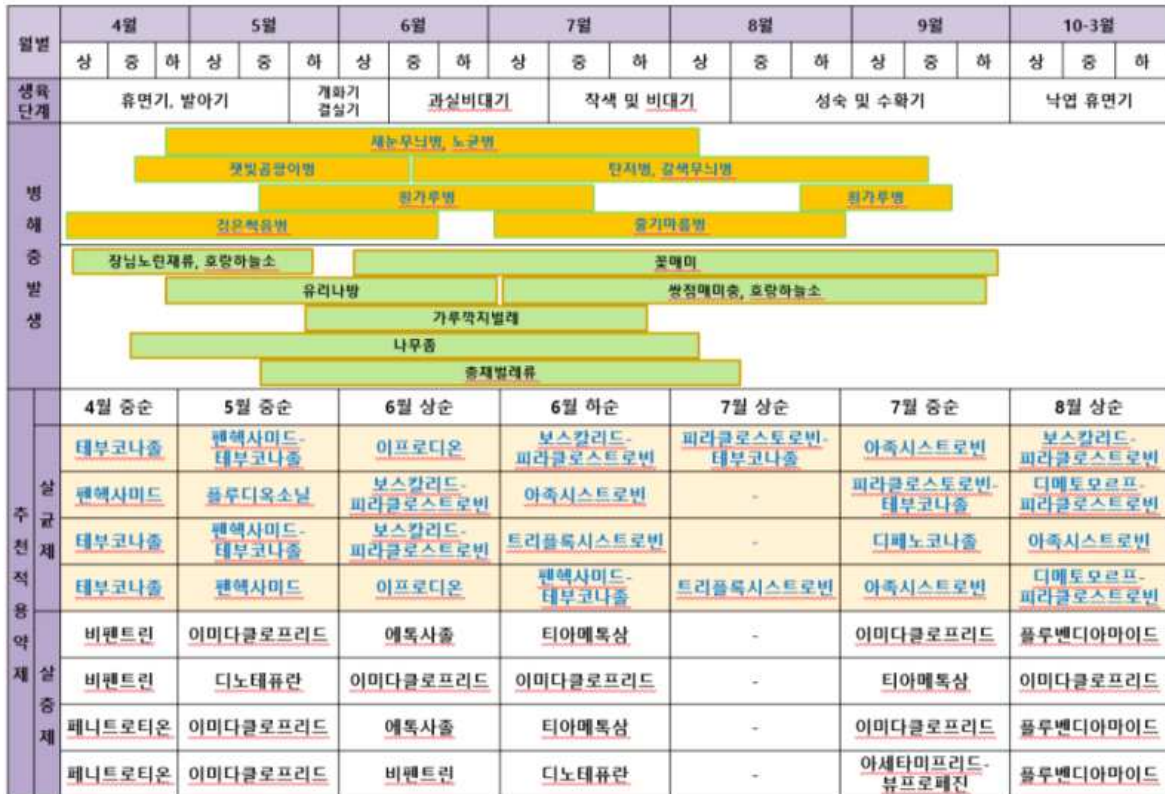 월별 4월 5월 6월 7월 8월 9월 10-3월
상 중 하 상 중 하 상 중 하 상 중 하 상 중 하 상 중 하 상 중 하
생육
단계
휴면기, 발아기
개화기
결실기
과실비대기
착색 및 비대기
성숙 및 수확기
낙엽 휴면기
병
해
충
발
생
새눈무늬병, 노균병
잿빛곰팡이병
탄저병, 갈색무늬병
흰가루병
흰가루병
검은썩음병
줄기마름병
장님노린재류, 호랑하늘소
꽃매미
유리나방
쌍점매미충, 호랑하늘소
가루깍지벌레
나무좀
총채벌레류
추
천
적
용
약
제
4월 중순 5월 중순 6월 상순 6월 하순 7월 상순 7월 중순 8월 상순
살
균
제
테부코나졸
펜헥사미드-
테부코나졸
이프로디온
보스칼리드-
피라클로스트로빈
피라클로스토로빈-
테부코나졸
아족시스트로빈
보스칼리드-
피라클로스트로빈
펜헥사미드
플루디옥소닐
보스칼리드-
피라클로스트로빈
아족시스트로빈
-
피라클로스토로빈-
테부코나졸
디메토모르프-
피라클로스트로빈
테부코나졸
펜헥사미드-
테부코나졸
보스칼리드-
피라클로스트로빈
트리플록시스트로빈
-
디페노코나졸
아족시스트로빈
테부코나졸
펜헥사미드
이프로디온
펜헥사미드-
테부코나졸
트리플록시스트로빈
아족시스트로빈
디메토모르프-
피라클로스트로빈
살
충
제
비펜트린 이미다클로프리드 에톡사졸 티아메톡삼 - 이미다클로프리드 플루벤디아마이드
비펜트린 디노테퓨란 이미다클로프리드 이미다클로프리드 - 티아메톡삼 이미다클로프리드
페니트로티온 이미다클로프리드 에톡사졸 티아메톡삼 - 이미다클로프리드 플루벤디아마이드
페니트로티온 이미다클로프리드 비펜트린 디노테퓨란 - 아세타미프리드-
뷰프로페진
플루벤디아마이드